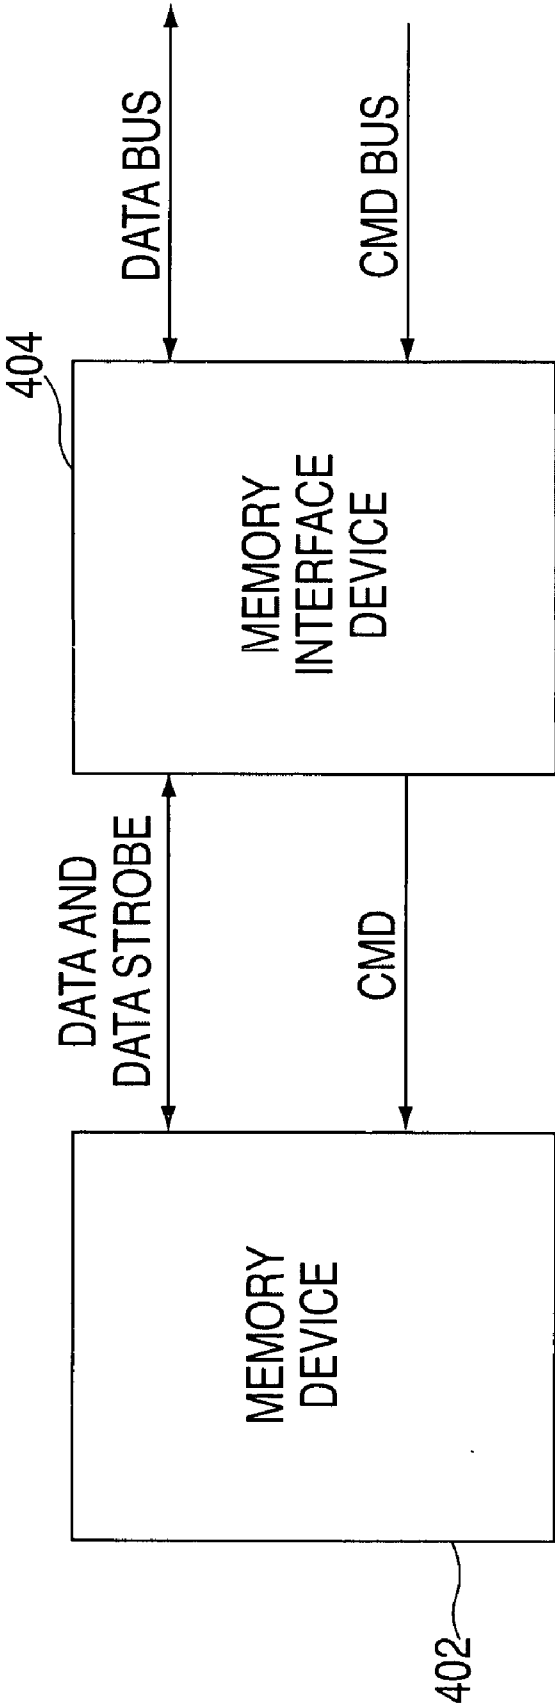 402
MEMORY
DEVICE
DATA AND
DATA STROBE
CMD
404
MEMORY
INTERFACE
DEVICE
DATA BUS
CMD BUS